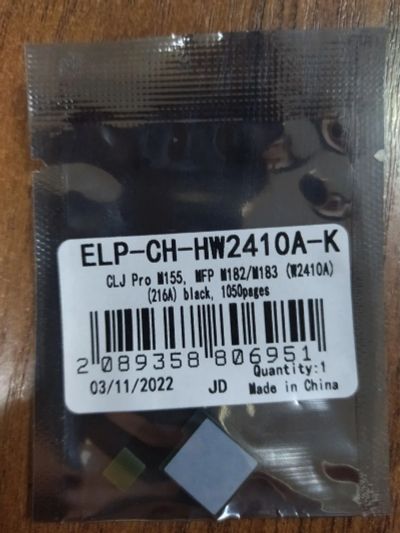 ELP-CH-HW2410A-K
CLJ Pro M155, MFP M182/M183 (W2410A)
(216A) black, 1050pages
2 089358 806951
Quantity:1
03/11/2022 JD Made in China